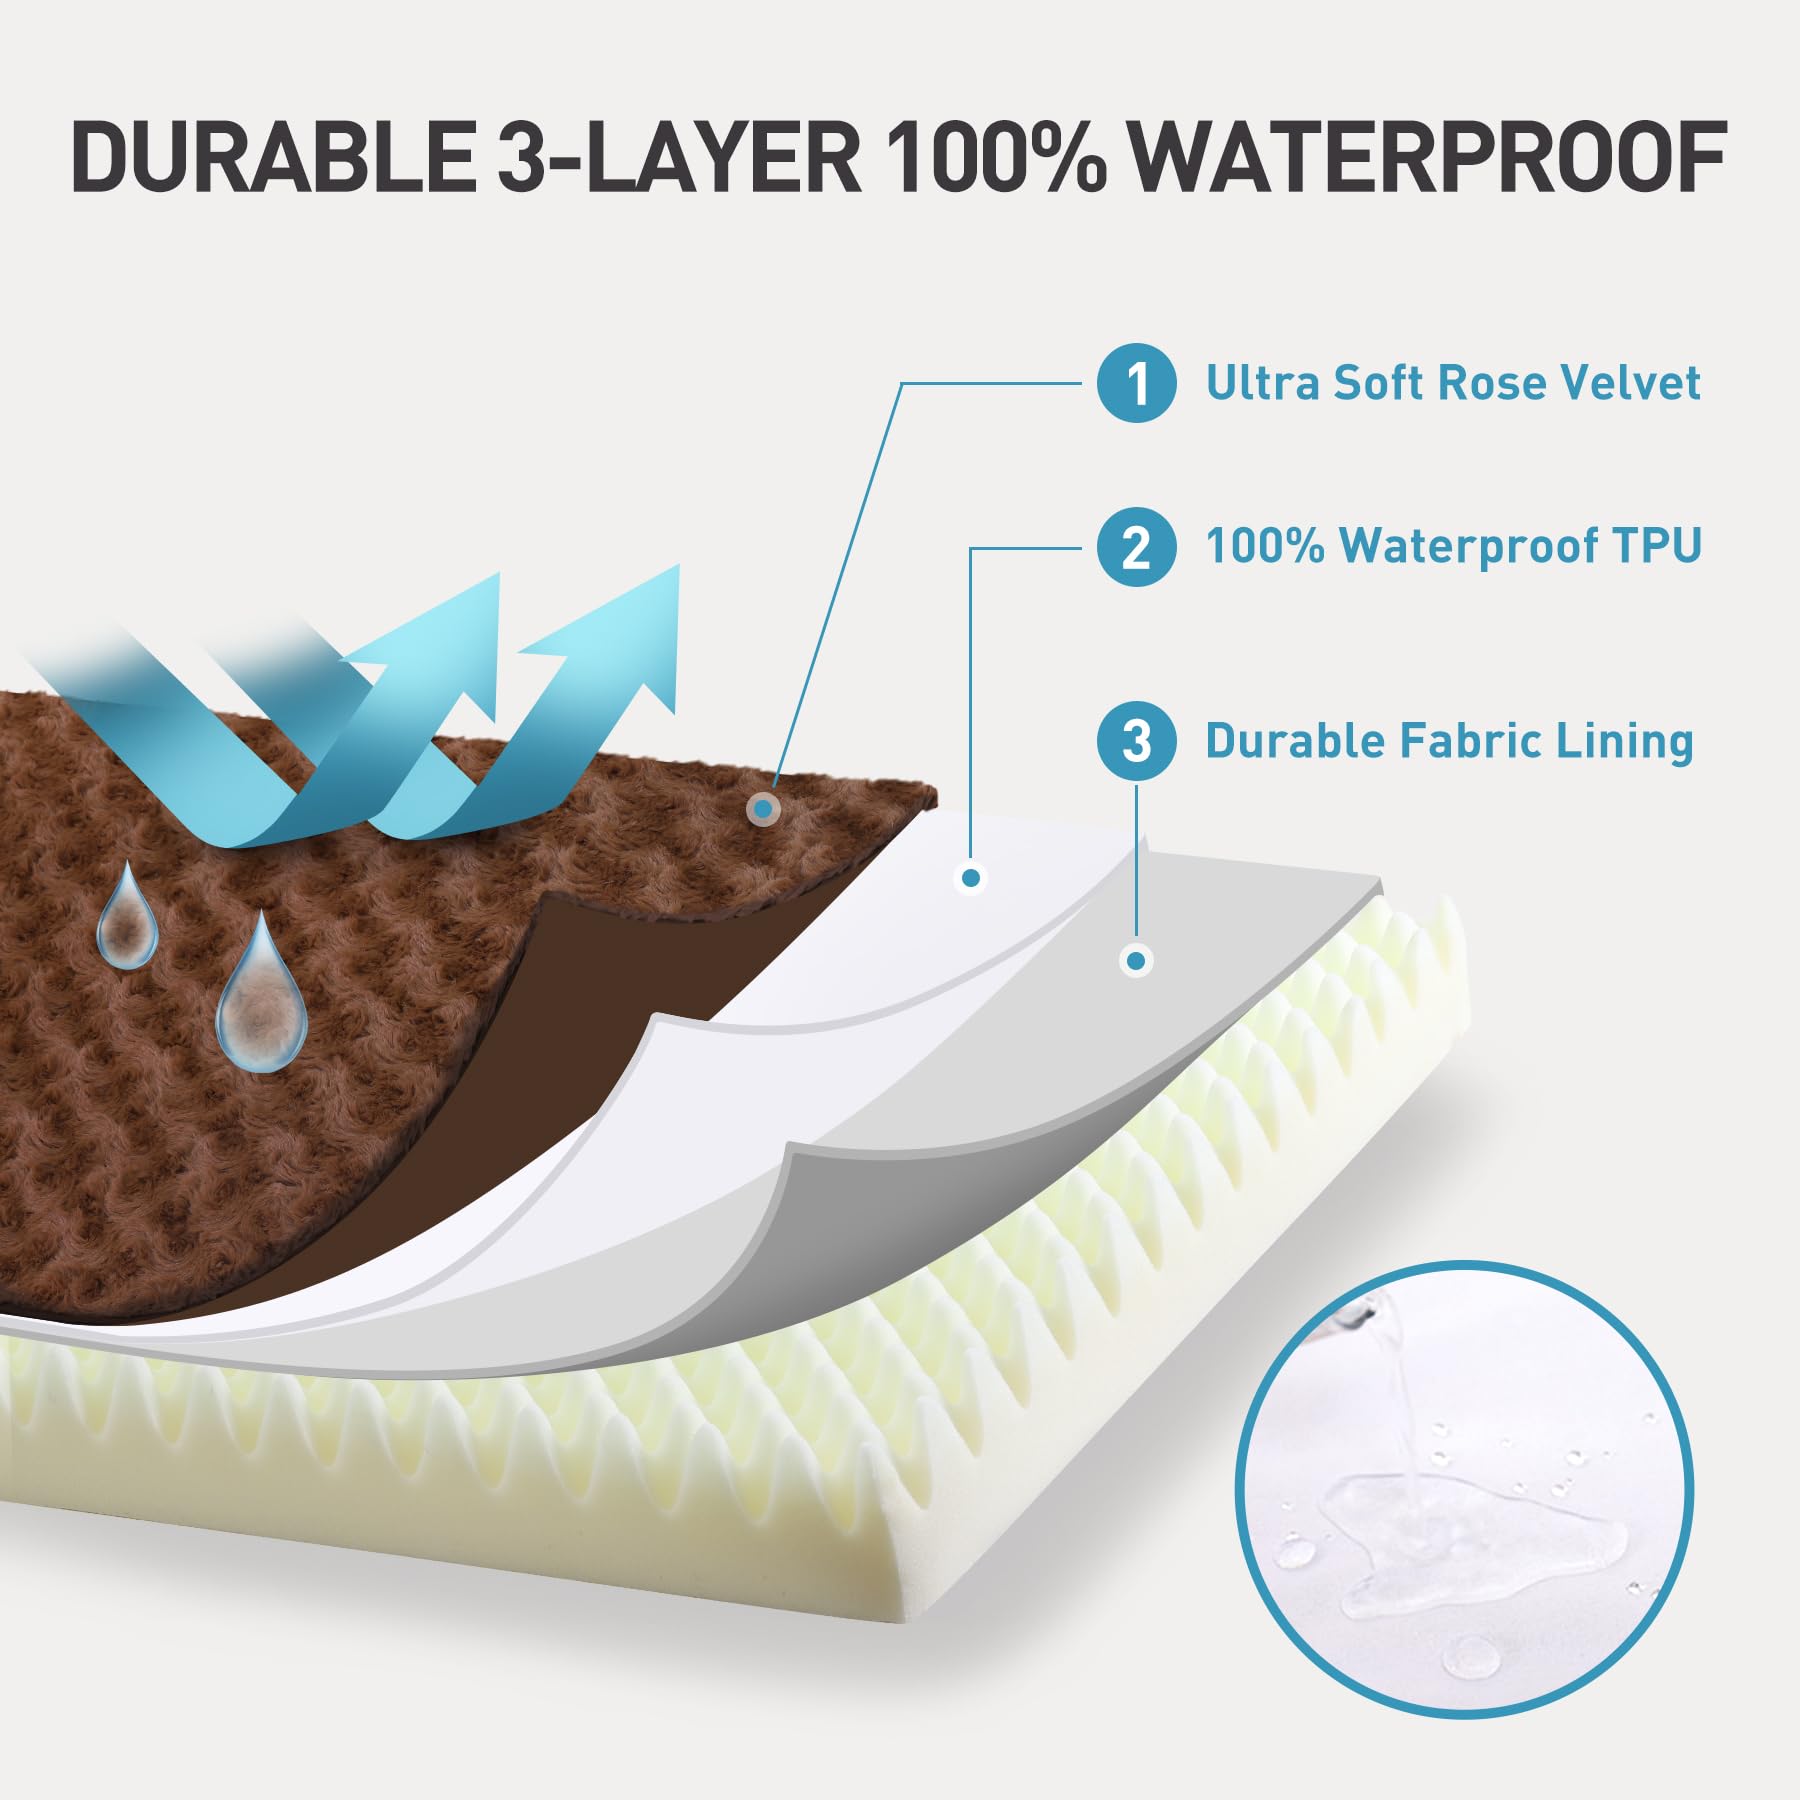 DURABLE 3-LAYER 100% WATERPROOF
1 Ultra Soft Rose Velvet
2 100% Waterproof TPU
3 Durable Fabric Lining